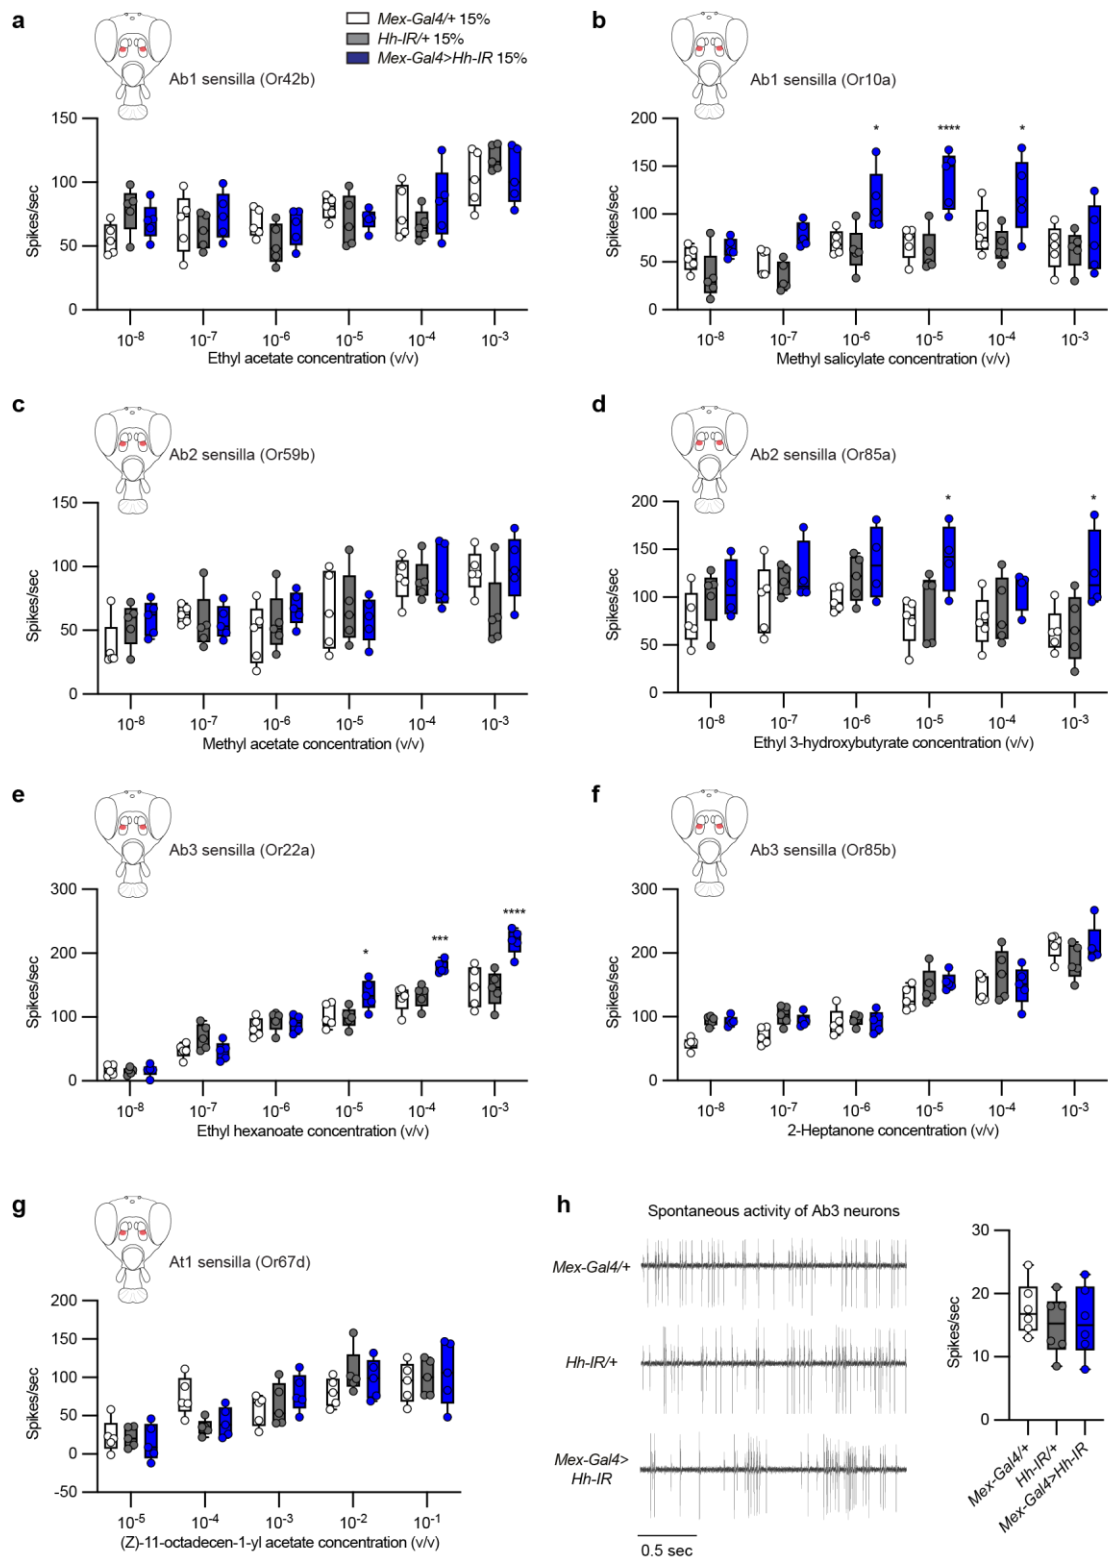 a
Mex-Gal4/+ 15%
Hh-IR/+ 15%
Mex-Gal4>Hh-IR 15%
Ab1 sensilla (Or42b)
150
100
50
0
Spikes/sec
10-8 10-7 10-6 10-5 10-4 10-3
Ethyl acetate concentration (v/v)
b
Ab1 sensilla (Or10a)
200
150
100
50
0
Spikes/sec
* **** *
10-8 10-7 10-6 10-5 10-4 10-3
Methyl salicylate concentration (v/v)
c
Ab2 sensilla (Or59b)
150
100
50
0
Spikes/sec
10-8 10-7 10-6 10-5 10-4 10-3
Methyl acetate concentration (v/v)
d
Ab2 sensilla (Or85a)
200
150
100
50
0
Spikes/sec
* *
10-8 10-7 10-6 10-5 10-4 10-3
Ethyl 3-hydroxybutyrate concentration (v/v)
e
Ab3 sensilla (Or22a)
300
200
100
0
Spikes/sec
* *** ****
10-8 10-7 10-6 10-5 10-4 10-3
Ethyl hexanoate concentration (v/v)
f
Ab3 sensilla (Or85b)
300
200
100
0
Spikes/sec
10-8 10-7 10-6 10-5 10-4 10-3
2-Heptanone concentration (v/v)
g
At1 sensilla (Or67d)
200
150
100
50
0
-50
Spikes/sec
10-5 10-4 10-3 10-2 10-1
(Z)-11-octadecen-1-yl acetate concentration (v/v)
h
Spontaneous activity of Ab3 neurons
Mex-Gal4/+
Hh-IR/+
Mex-Gal4>
Hh-IR
0.5 sec
30
20
10
0
Spikes/sec
Mex-Gal4/+
Hh-IR/+
Mex-Gal4>Hh-IR